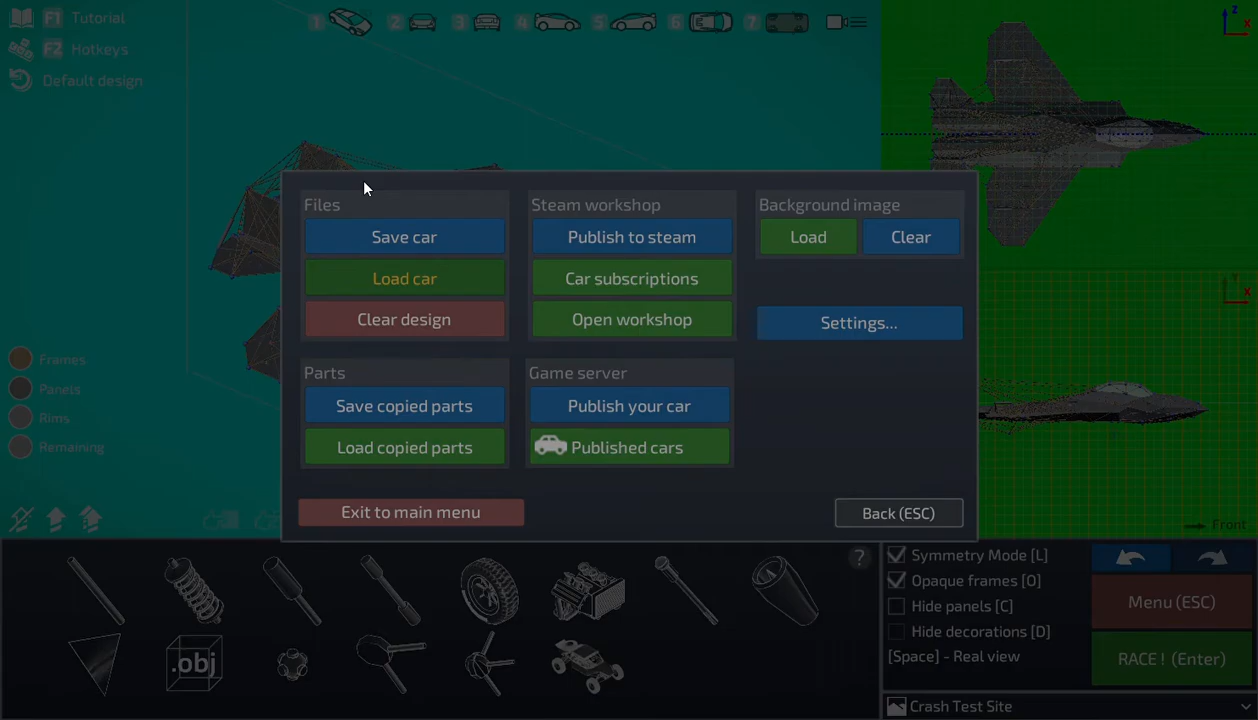 F1 Tutorial
F2 Hotkeys
Default design
1 2 3 4 5 6 7
Z
X
Files
Save car
Load car
Clear design
Steam workshop
Publish to steam
Car subscriptions
Open workshop
Background image
Load Clear
Settings...
Parts
Save copied parts
Load copied parts
Game server
Publish your car
Published cars
Exit to main menu
Back (ESC)
Frames
Panels
Rims
Remaining
Y
X
Front
?
.obj
Symmetry Mode [L]
Opaque frames [O]
Hide panels [C]
Hide decorations [D]
[Space] - Real view
Menu (ESC)
RACE! (Enter)
Crash Test Site